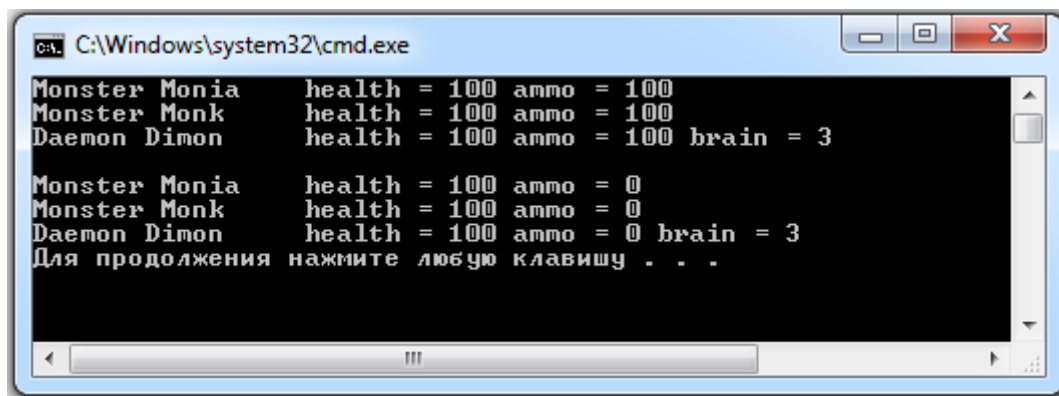 C:\Windows\system32\cmd.exe
Monster Monia    health = 100 ammo = 100
Monster Monk     health = 100 ammo = 100
Daemon Dimon     health = 100 ammo = 100 brain = 3
Monster Monia    health = 100 ammo = 0
Monster Monk     health = 100 ammo = 0
Daemon Dimon     health = 100 ammo = 0 brain = 3
Для продолжения нажмите любую клавишу . . .